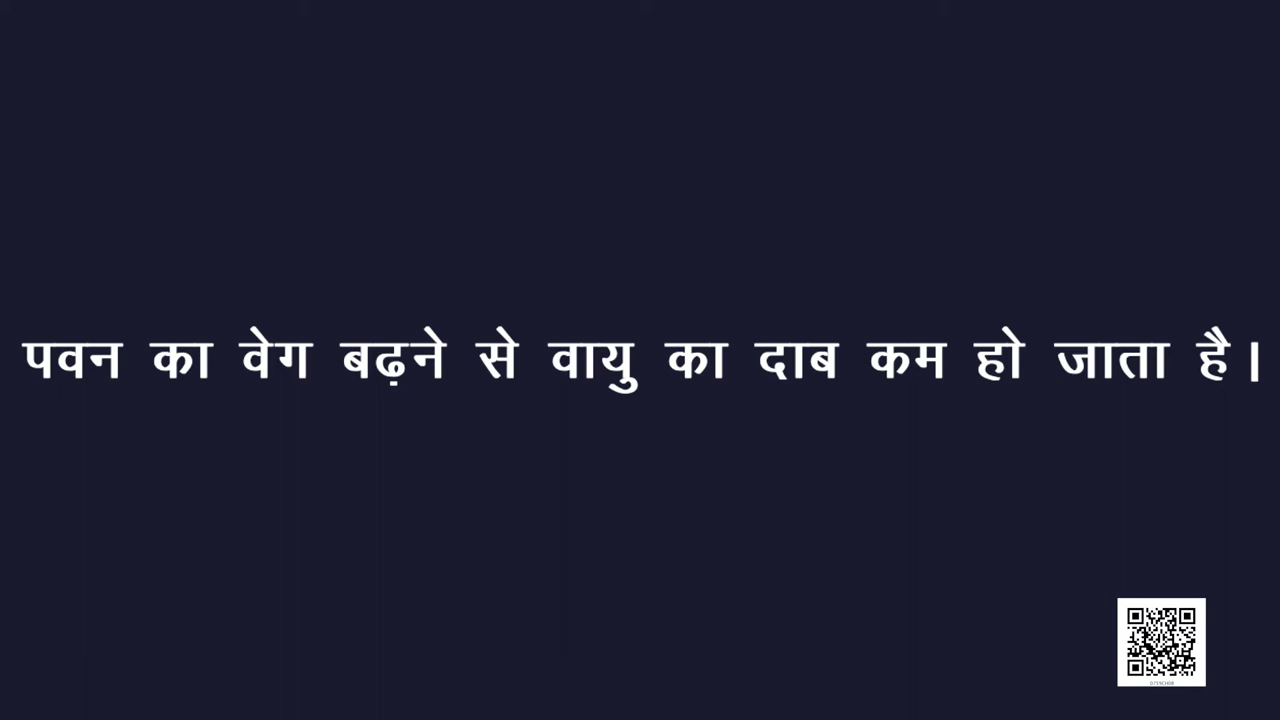 पवन का वेग बढ़ने से वायु का दाब कम हो जाता है।